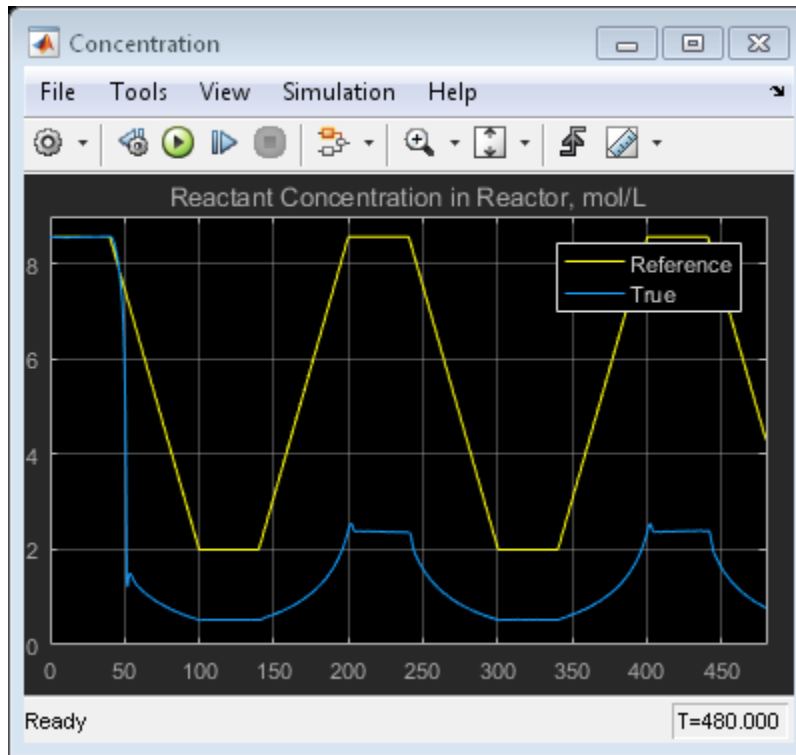 Concentration
File Tools View Simulation Help
Reactant Concentration in Reactor, mol/L
Reference
True
8
6
4
2
0
0 50 100 150 200 250 300 350 400 450
Ready T=480.000